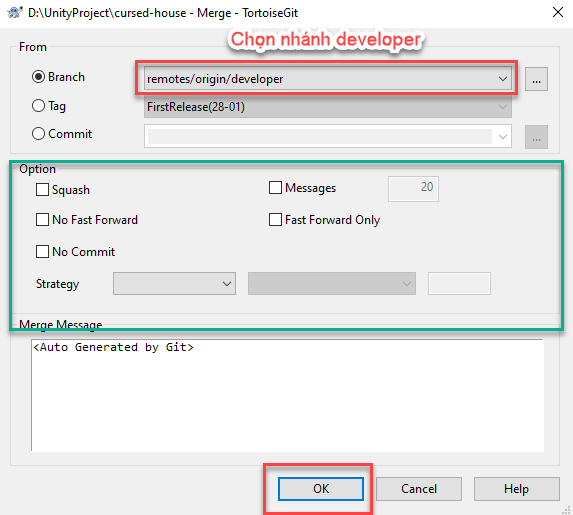 D:\UnityProject\cursed-house - Merge - TortoiseGit
Chọn nhánh developer
From
Branch
remotes/origin/developer
...
Tag
FirstRelease(28-01)
Commit
...
Option
Squash
Messages
20
No Fast Forward
Fast Forward Only
No Commit
Strategy
Merge Message
<Auto Generated by Git>
OK
Cancel
Help